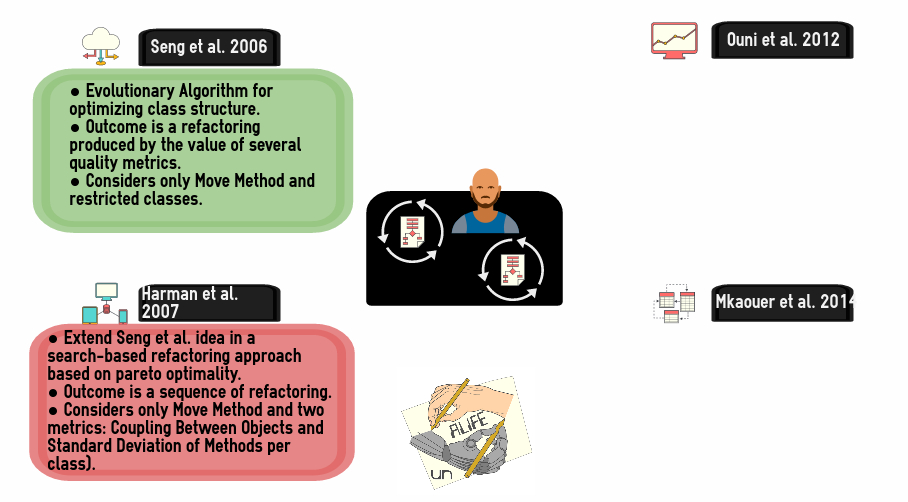 Seng et al. 2006
● Evolutionary Algorithm for
optimizing class structure.
● Outcome is a refactoring
produced by the value of several
quality metrics.
● Considers only Move Method and
restricted classes.
Harman et al.
2007
● Extend Seng et al. idea in a
search-based refactoring approach
based on pareto optimality.
● Outcome is a sequence of refactoring.
● Considers only Move Method and two
metrics: Coupling Between Objects and
Standard Deviation of Methods per
class).
Ouni et al. 2012
Mkaouer et al. 2014
ALIFE
un